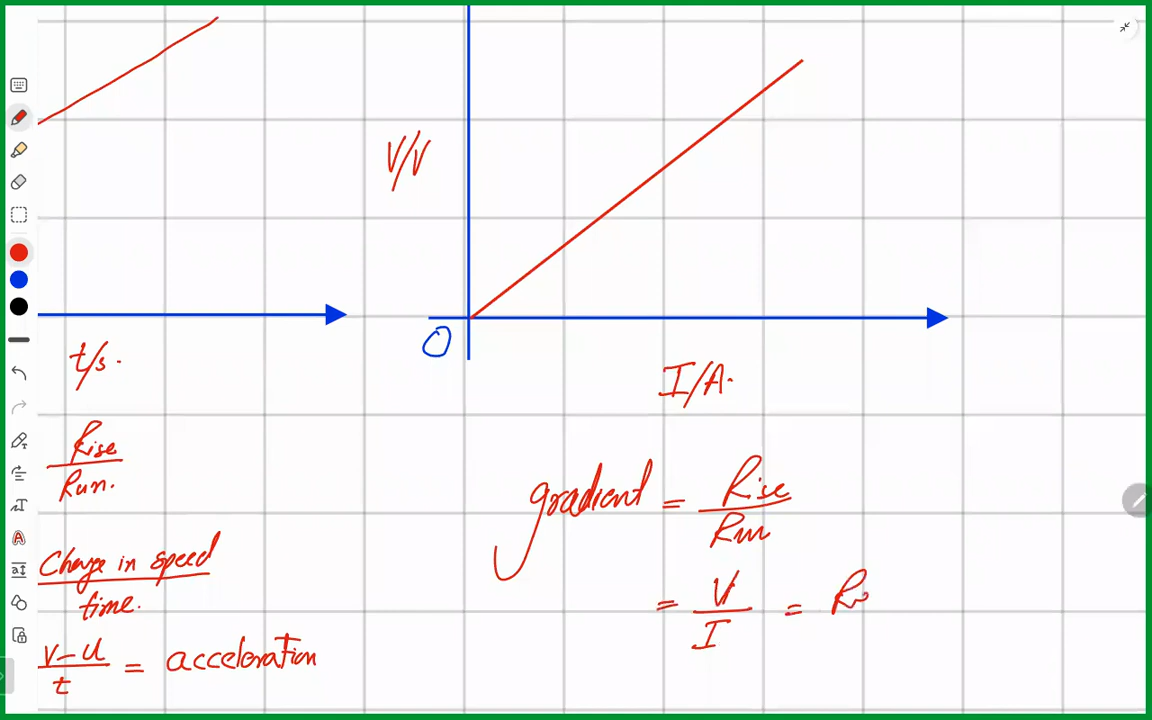 V/V
O
t/s.
I/A.
Rise
Run.
gradient = Rise
Run
Change in speed
time.
= V
I
=
v-u
t
= acceleration